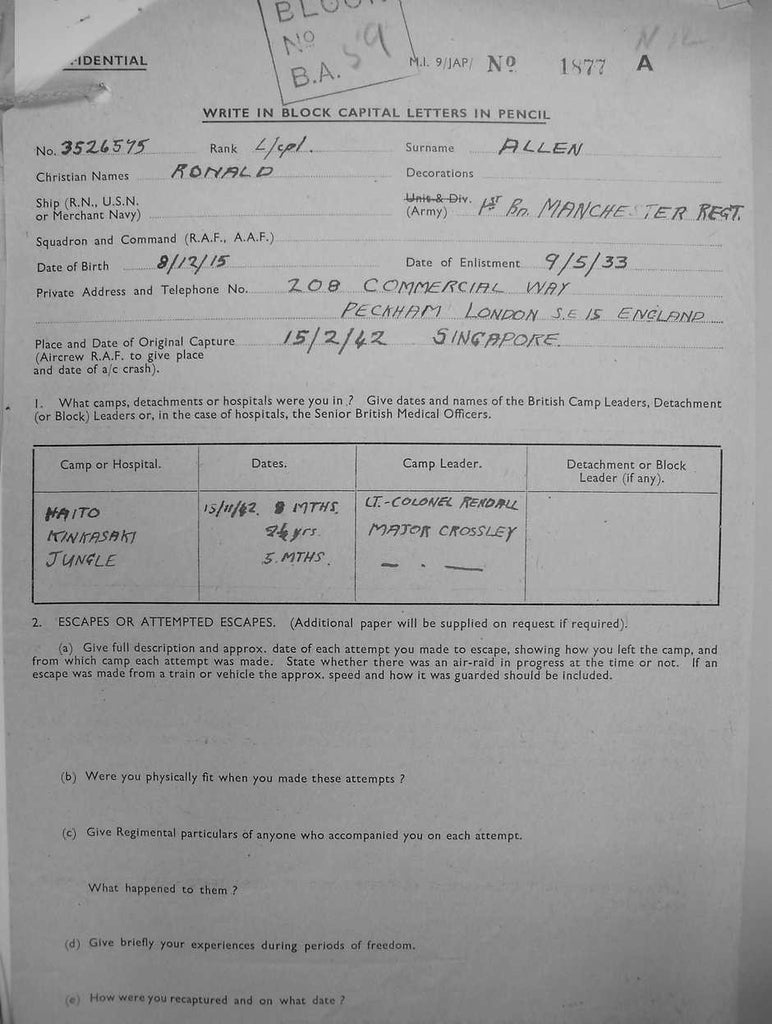 BLOCK
Nº
B.A. 59
IDENTIAL
M.I. 9/JAP/ Nº 1877 A
NIL
WRITE IN BLOCK CAPITAL LETTERS IN PENCIL
No. 3526575 Rank L/cpl. Surname ALLEN
Christian Names RONALD Decorations
Ship (R.N., U.S.N. or Merchant Navy) Unit & Div. (Army) 1ST Bn. MANCHESTER REGT.
Squadron and Command (R.A.F., A.A.F.)
Date of Birth 8/12/15 Date of Enlistment 9/5/33
Private Address and Telephone No. 208 COMMERCIAL WAY
PECKHAM LONDON S.E 15 ENGLAND
Place and Date of Original Capture 15/2/42 SINGAPORE.
(Aircrew R.A.F. to give place
and date of a/c crash).
1. What camps, detachments or hospitals were you in ? Give dates and names of the British Camp Leaders, Detachment
(or Block) Leaders or, in the case of hospitals, the Senior British Medical Officers.
Camp or Hospital. Dates. Camp Leader. Detachment or Block
Leader (if any).
HAITO 15/11/42. 8 MTHS. LT.-COLONEL RENDALL
KINKASAKI 2½ yrs MAJOR CROSSLEY
JUNGLE 5. MTHS. — . —
2. ESCAPES OR ATTEMPTED ESCAPES. (Additional paper will be supplied on request if required).
(a) Give full description and approx. date of each attempt you made to escape, showing how you left the camp, and
from which camp each attempt was made. State whether there was an air-raid in progress at the time or not. If an
escape was made from a train or vehicle the approx. speed and how it was guarded should be included.
(b) Were you physically fit when you made these attempts ?
(c) Give Regimental particulars of anyone who accompanied you on each attempt.
What happened to them ?
(d) Give briefly your experiences during periods of freedom.
(e) How were you recaptured and on what date ?